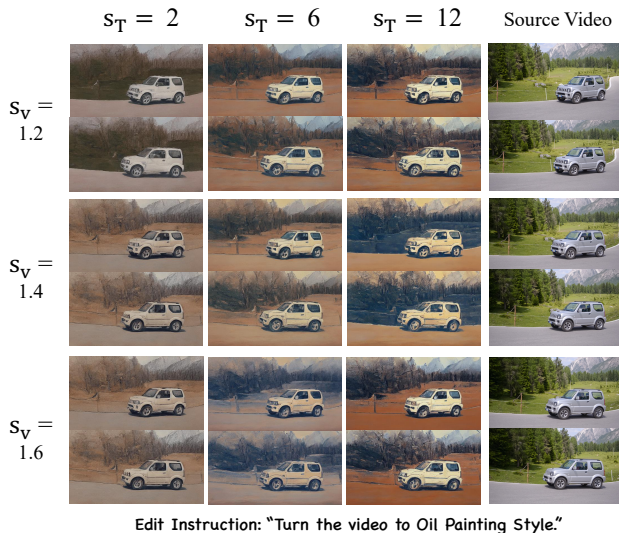 s_T = 2 s_T = 6 s_T = 12 Source Video
s_v =
1.2
s_v =
1.4
s_v =
1.6
Edit Instruction: “Turn the video to Oil Painting Style.”